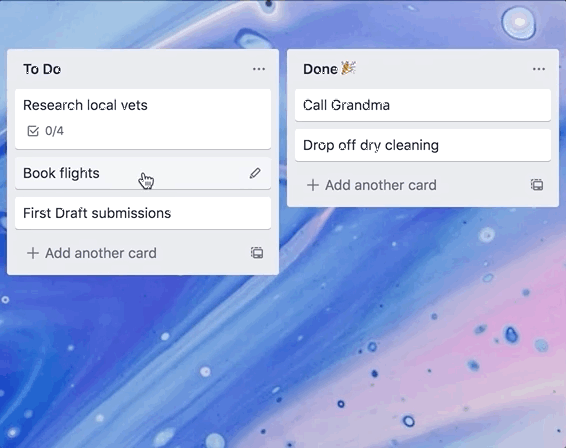 To Do
Research local vets
0/4
Book flights
First Draft submissions
+ Add another card
Done 🎉
Call Grandma
Drop off dry cleaning
+ Add another card